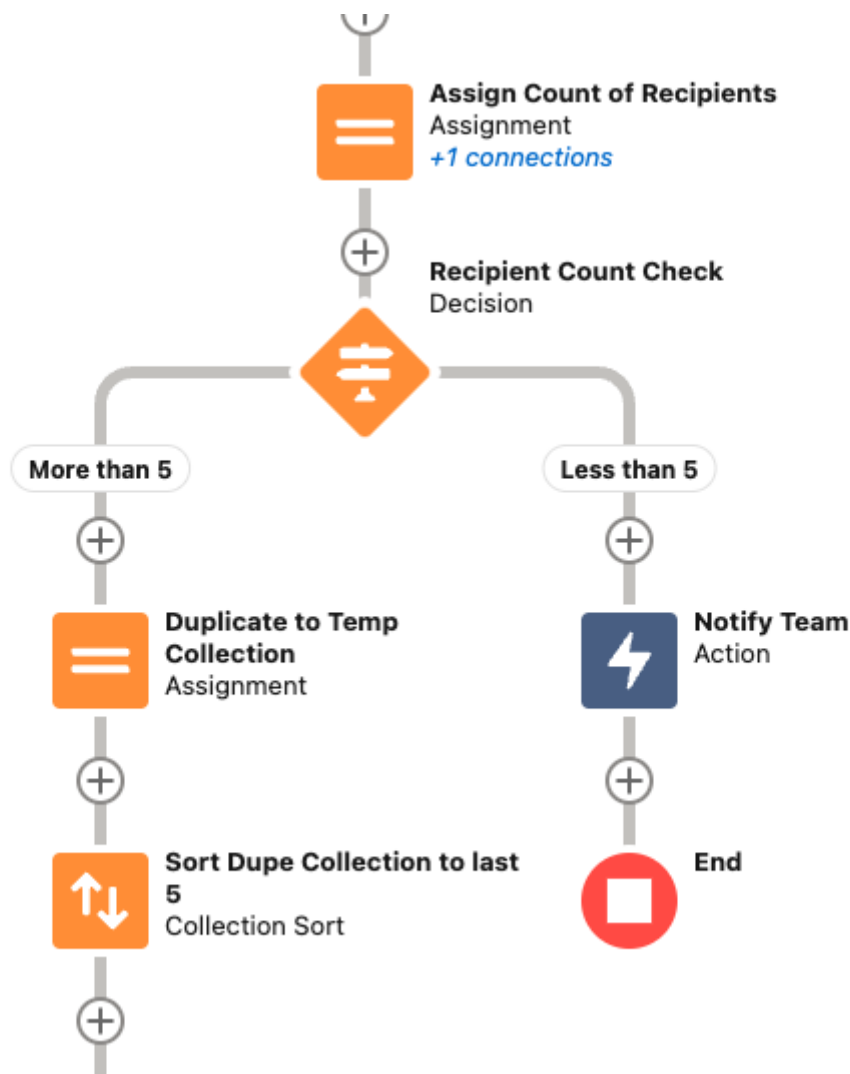 Assign Count of Recipients
Assignment
+1 connections
Recipient Count Check
Decision
More than 5
Less than 5
Duplicate to Temp
Collection
Assignment
Notify Team
Action
Sort Dupe Collection to last
5
Collection Sort
End